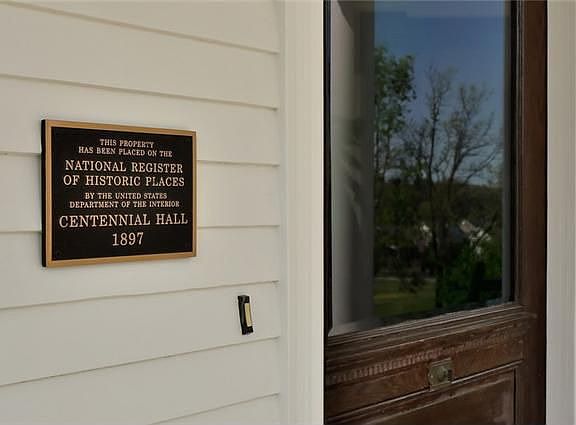 THIS PROPERTY
HAS BEEN PLACED ON THE
NATIONAL REGISTER
OF HISTORIC PLACES
BY THE UNITED STATES
DEPARTMENT OF THE INTERIOR
CENTENNIAL HALL
1897